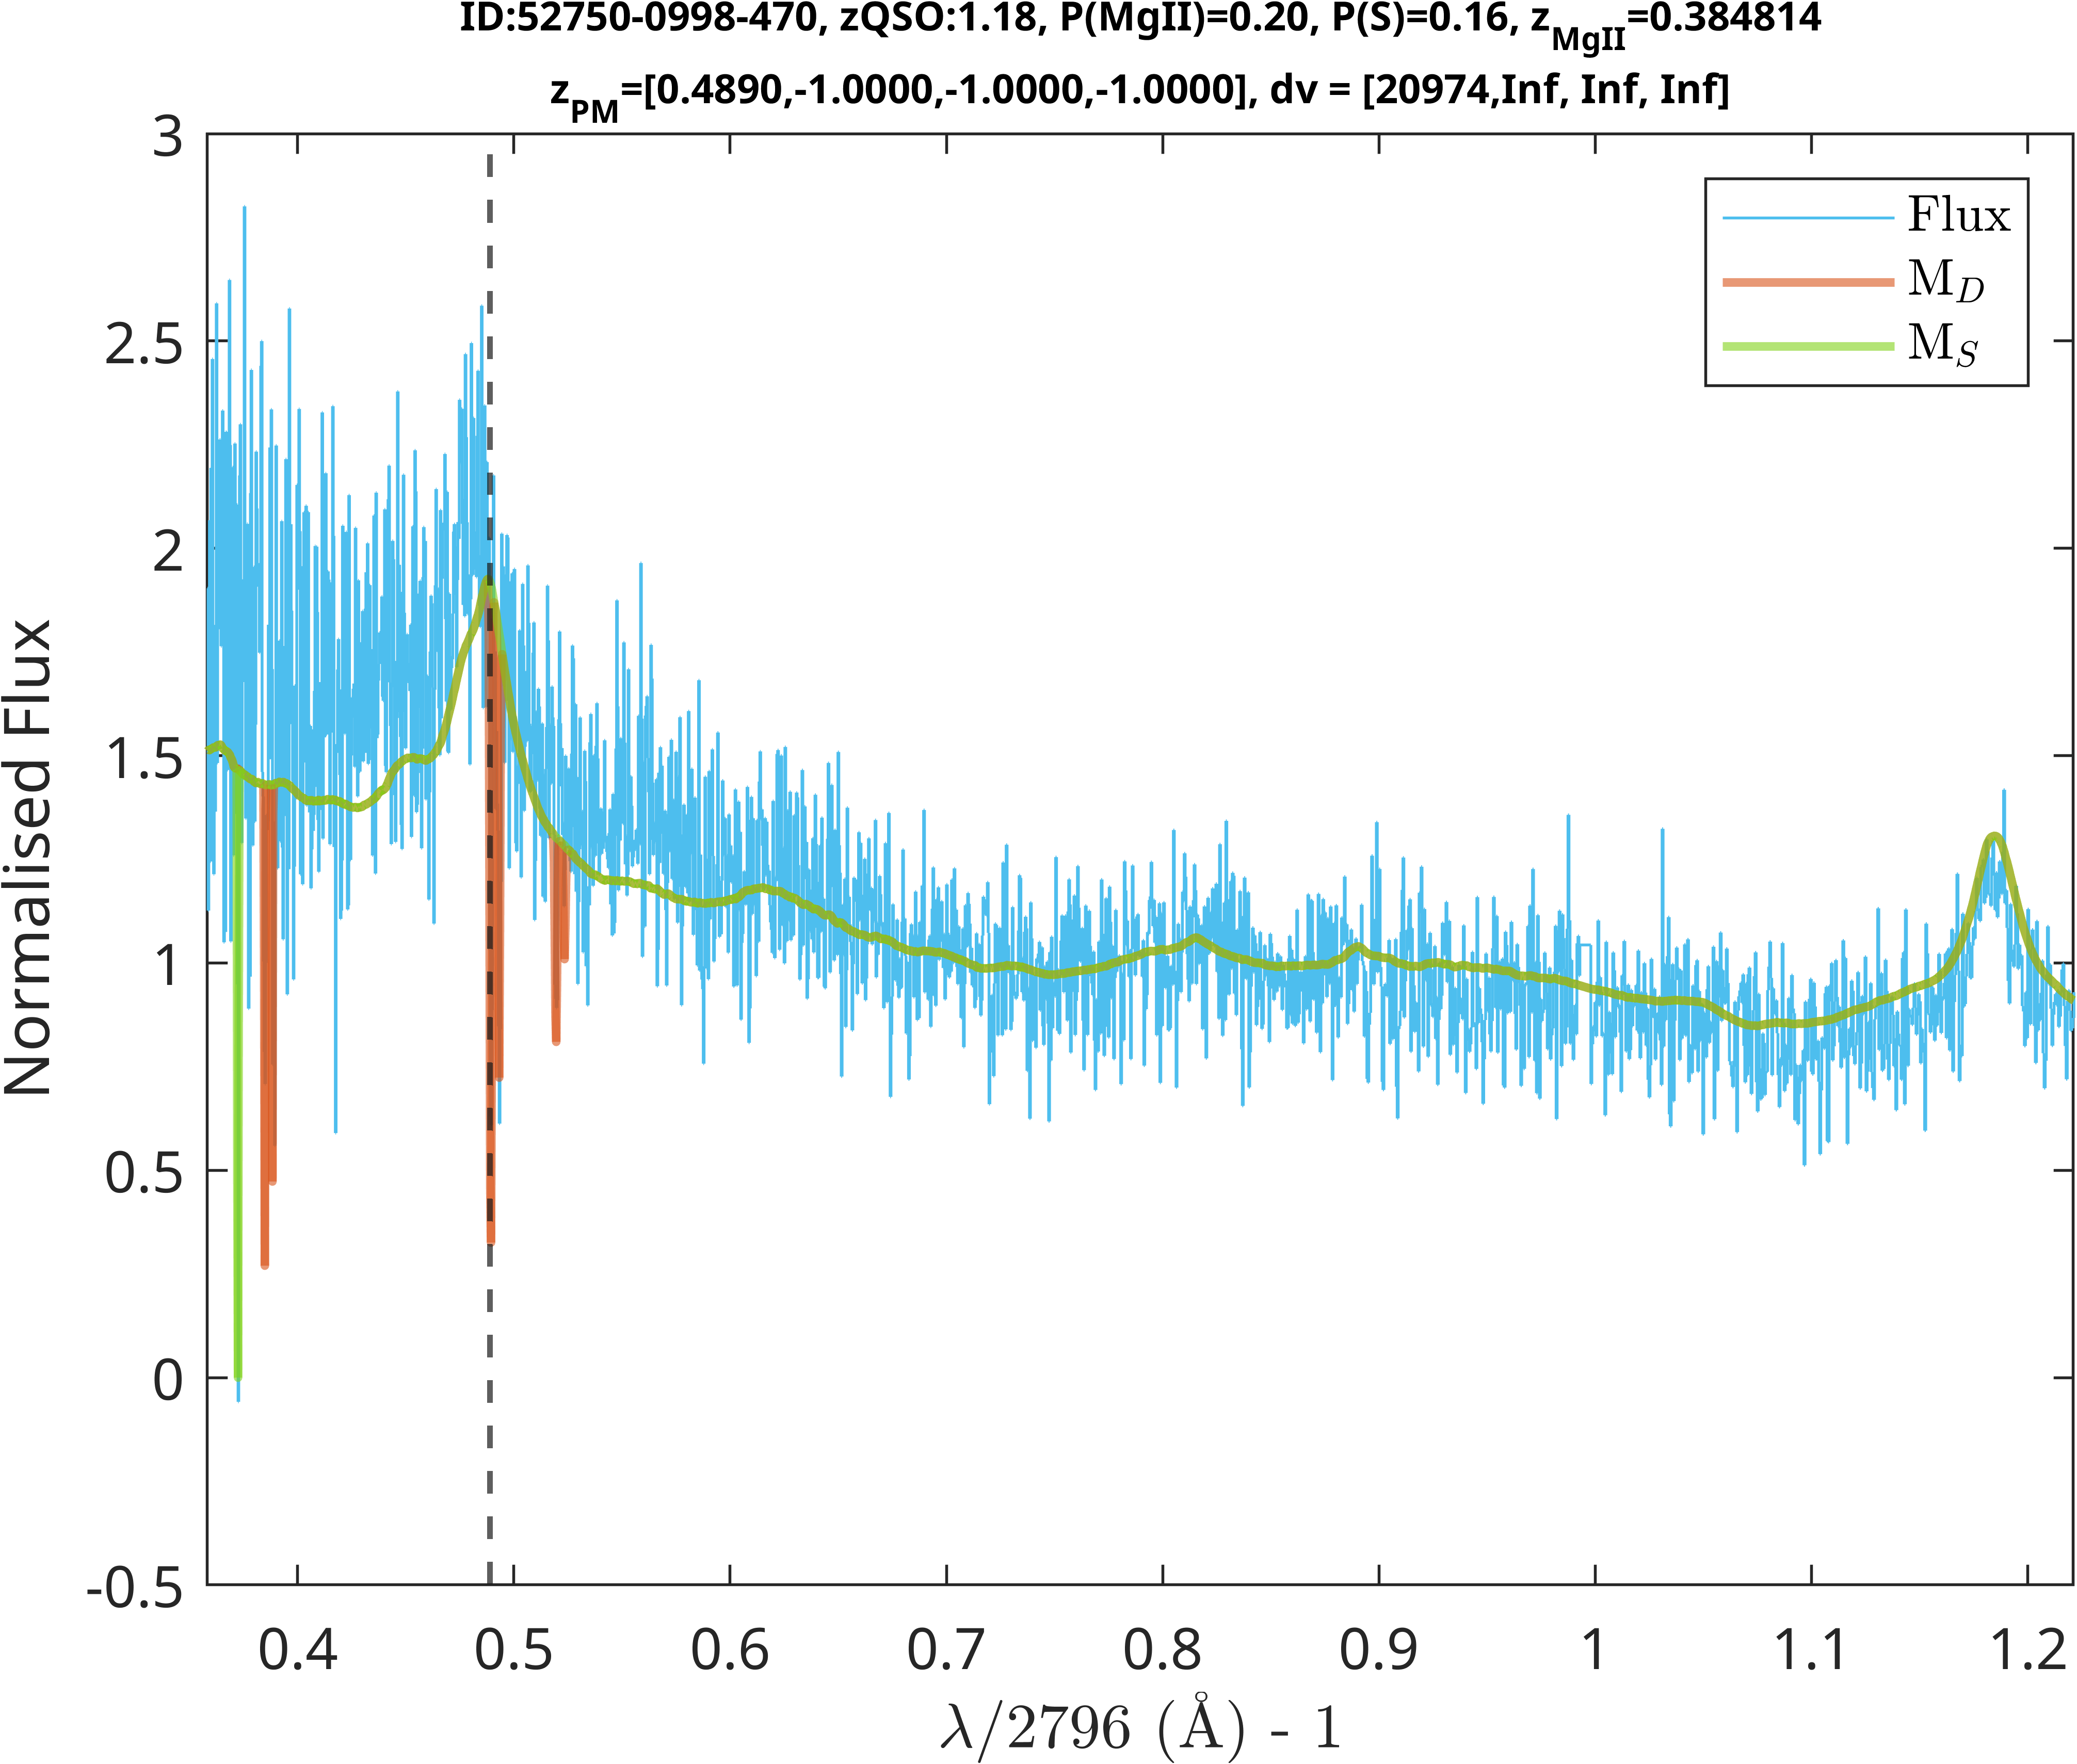 ID:52750-0998-470, zQSO:1.18, P(MgII)=0.20, P(S)=0.16, zMgII=0.384814
zPM=[0.4890,-1.0000,-1.0000,-1.0000], dv = [20974,Inf, Inf, Inf]
3
2.5
2
1.5
1
0.5
0
-0.5
Normalised Flux
Flux
MD
MS
0.4 0.5 0.6 0.7 0.8 0.9 1 1.1 1.2
λ/2796 (Å) - 1